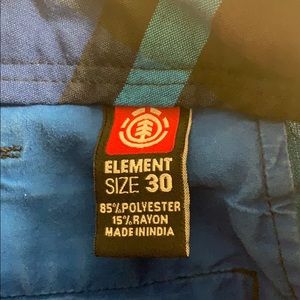 ELEMENT
SIZE 30
85% POLYESTER
15% RAYON
MADE IN INDIA